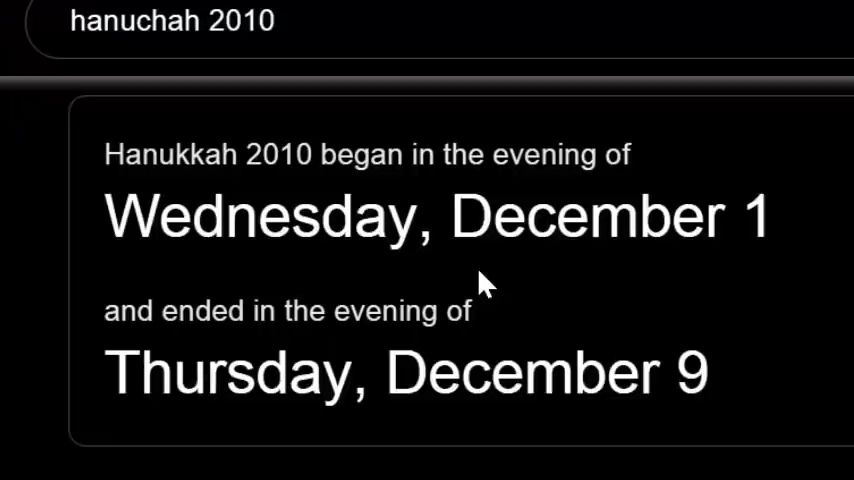 hanuchah 2010
Hanukkah 2010 began in the evening of
Wednesday, December 1
and ended in the evening of
Thursday, December 9